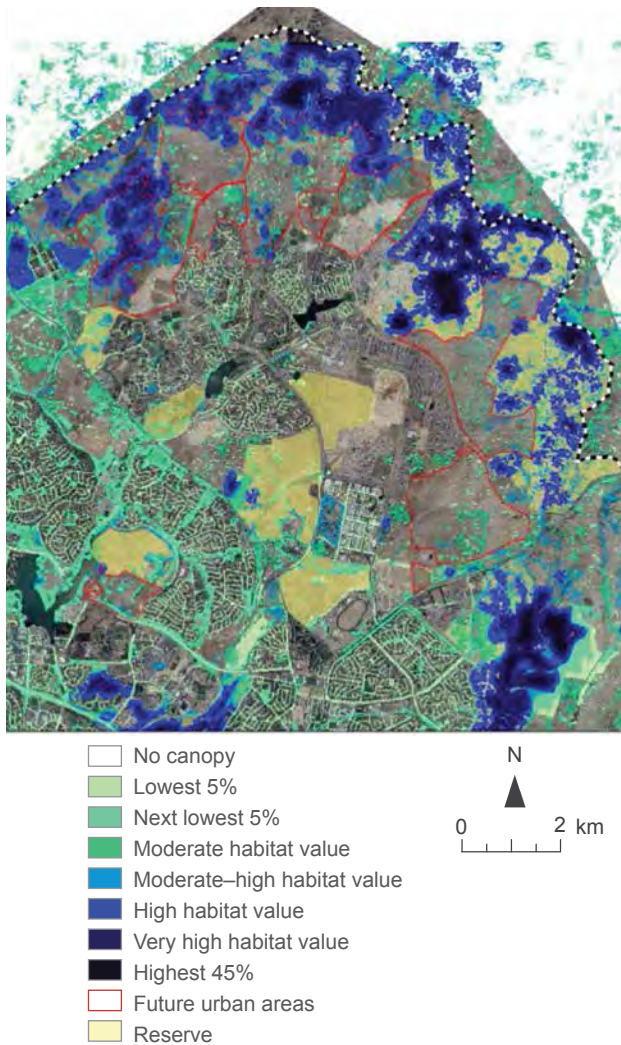 No canopy
Lowest 5%
Next lowest 5%
Moderate habitat value
Moderate–high habitat value
High habitat value
Very high habitat value
Highest 45%
Future urban areas
Reserve
N
0 2 km